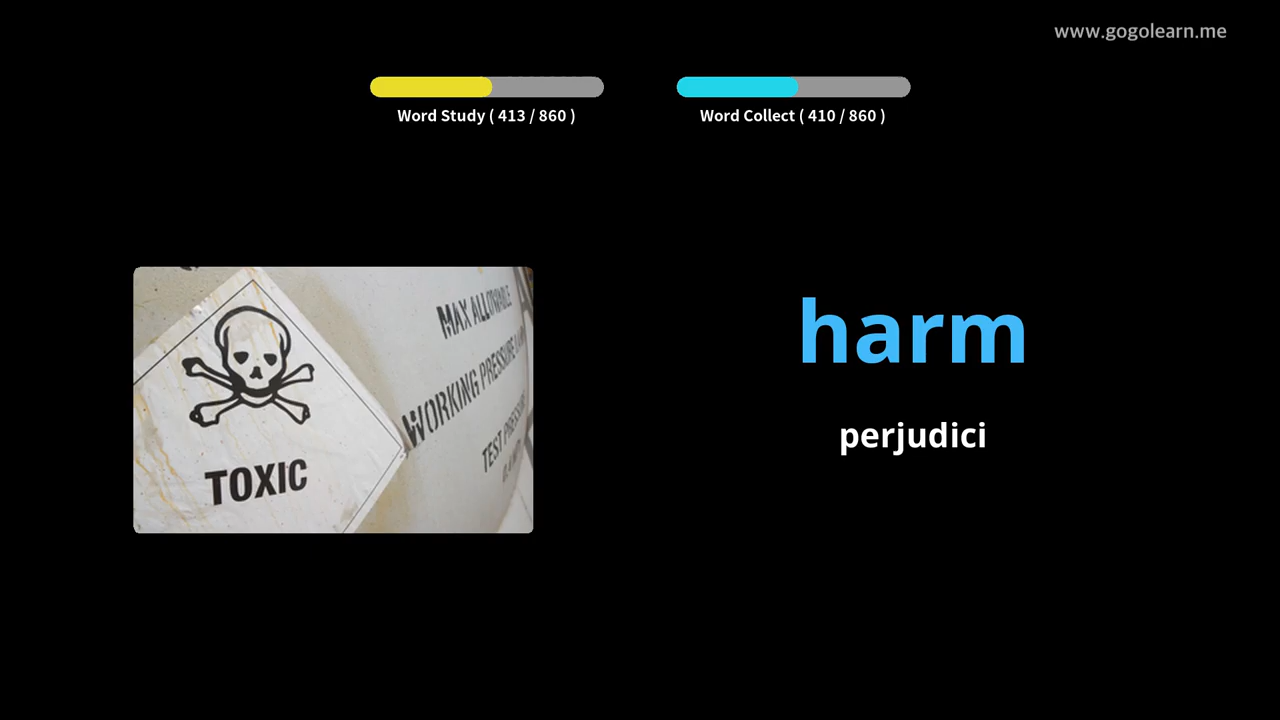 www.gogolearn.me
Word Study ( 413 / 860 )
Word Collect ( 410 / 860 )
MAX ALLOWABLE
WORKING PRESSURE
TEST PRESSURE
TOXIC
harm
perjudici